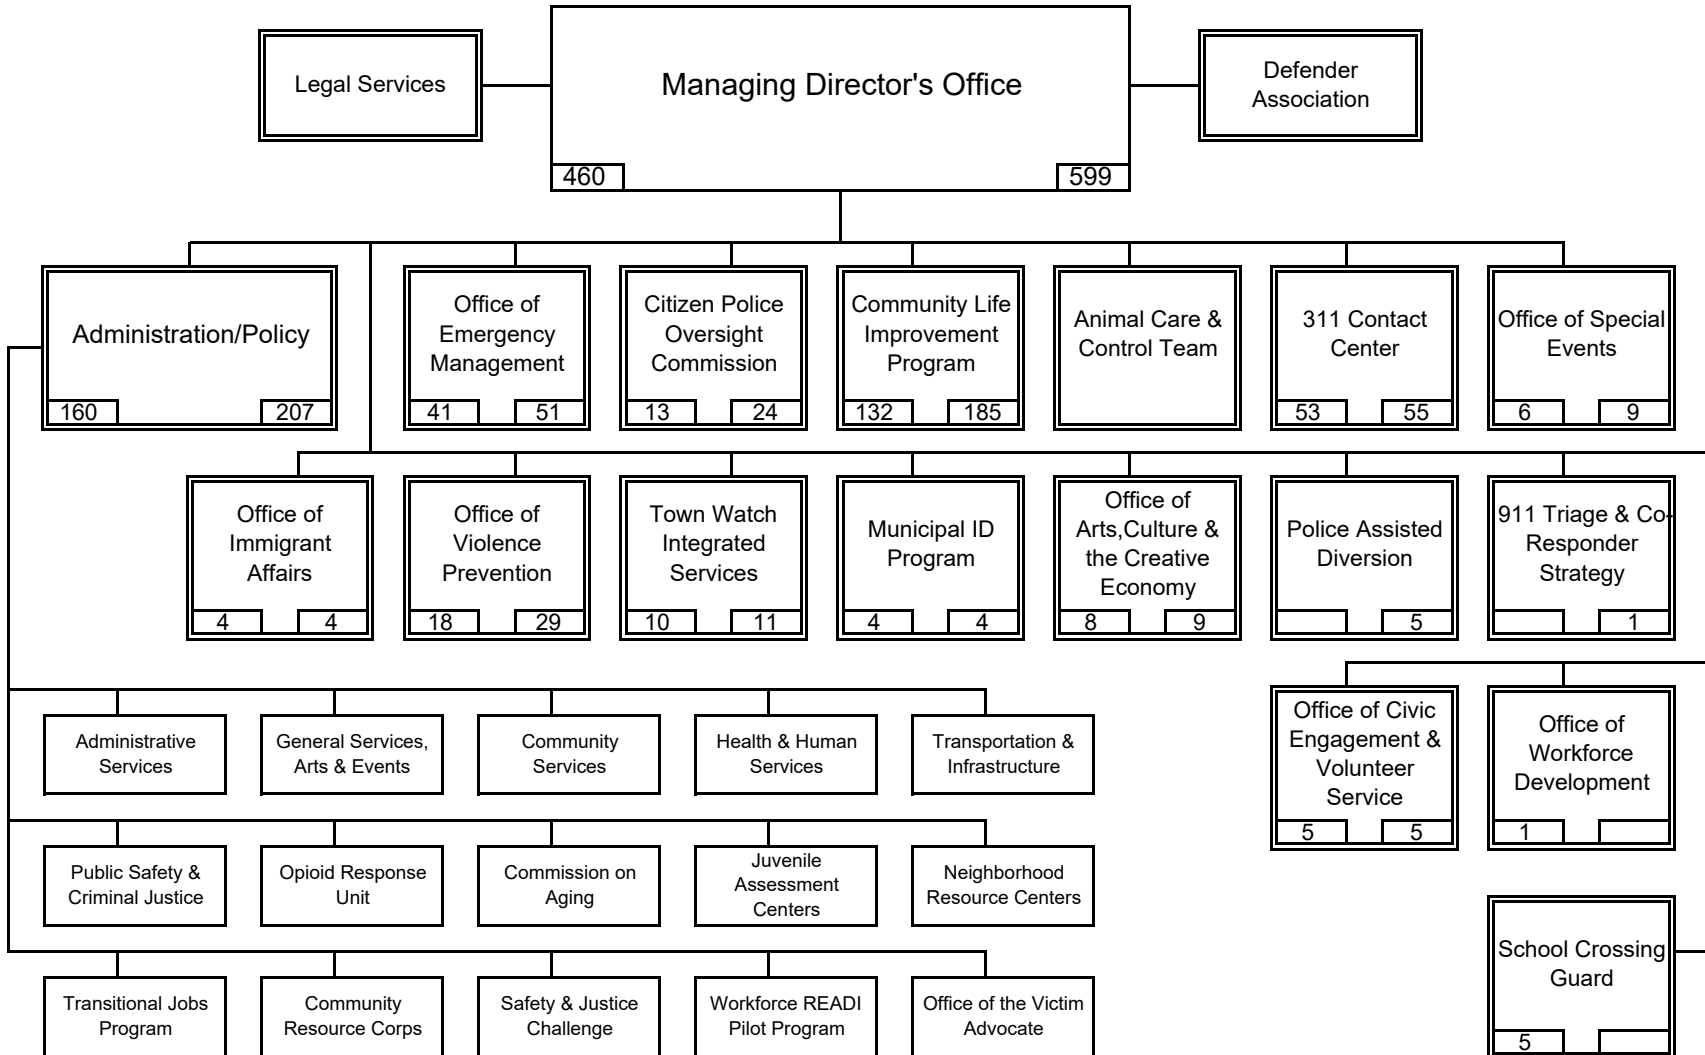 Legal Services
Managing Director's Office
460
599
Defender
Association
Administration/Policy
160
207
Office of
Emergency
Management
41
51
Citizen Police
Oversight
Commission
13
24
Community Life
Improvement
Program
132
185
Animal Care &
Control Team
311 Contact
Center
53
55
Office of Special
Events
6
9
Office of
Immigrant
Affairs
4
4
Office of
Violence
Prevention
18
29
Town Watch
Integrated
Services
10
11
Municipal ID
Program
4
4
Office of
Arts,Culture &
the Creative
Economy
8
9
Police Assisted
Diversion
5
911 Triage & Co-
Responder
Strategy
1
Office of Civic
Engagement &
Volunteer
Service
5
5
Office of
Workforce
Development
1
Administrative
Services
General Services,
Arts & Events
Community
Services
Health & Human
Services
Transportation &
Infrastructure
Public Safety &
Criminal Justice
Opioid Response
Unit
Commission on
Aging
Juvenile
Assessment
Centers
Neighborhood
Resource Centers
Transitional Jobs
Program
Community
Resource Corps
Safety & Justice
Challenge
Workforce READI
Pilot Program
Office of the Victim
Advocate
School Crossing
Guard
5